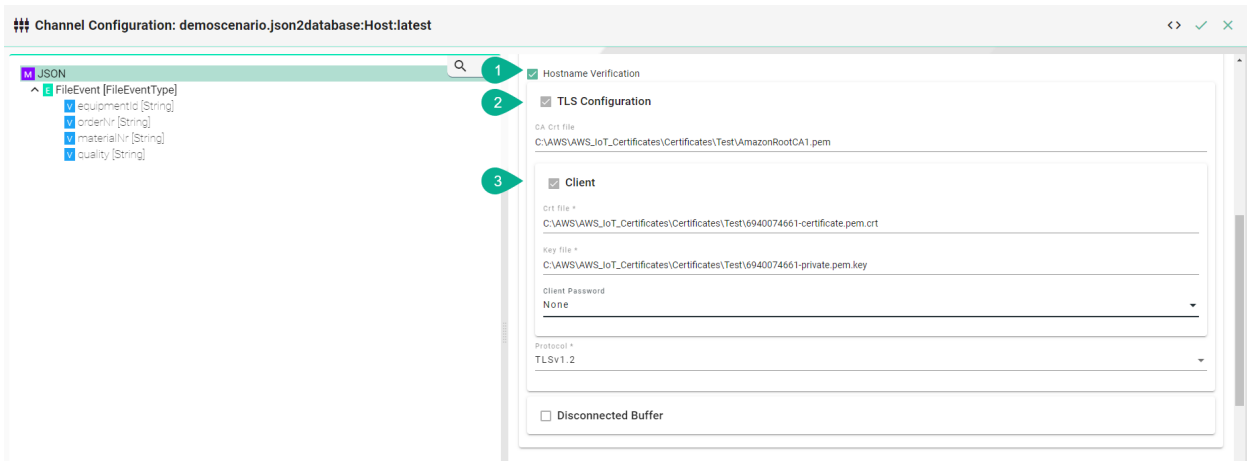 Channel Configuration: demoscenario.json2database:Host:latest
M JSON
E FileEvent [FileEventType]
V equipmentId [String]
V orderNr [String]
V materialNr [String]
V quality [String]
1
Hostname Verification
2
TLS Configuration
CA Crt file
C:\AWS\AWS_IoT_Certificates\Certificates\Test\AmazonRootCA1.pem
3
Client
Crt file *
C:\AWS\AWS_IoT_Certificates\Certificates\Test\6940074661-certificate.pem.crt
Key file *
C:\AWS\AWS_IoT_Certificates\Certificates\Test\6940074661-private.pem.key
Client Password
None
Protocol *
TLSv1.2
Disconnected Buffer